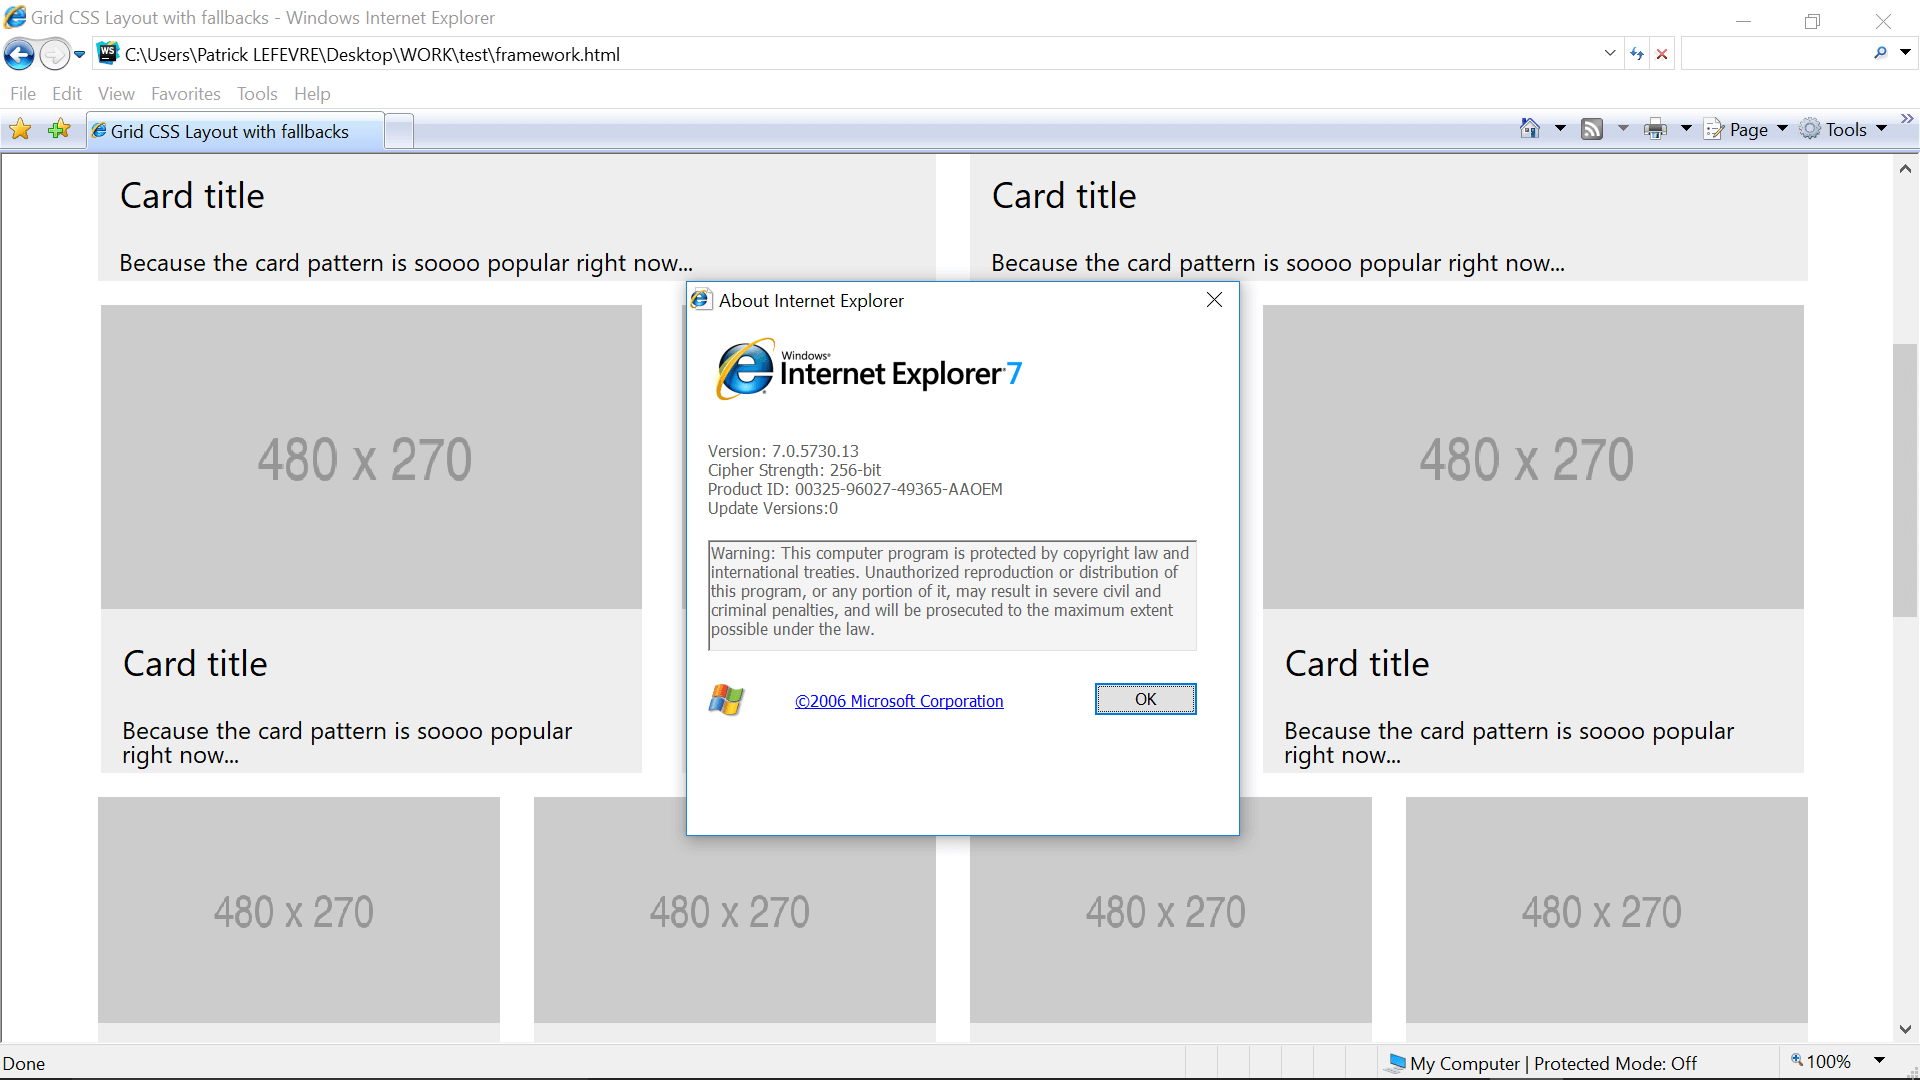 Grid CSS Layout with fallbacks - Windows Internet Explorer
C:\Users\Patrick LEFEVRE\Desktop\WORK\test\framework.html
File Edit View Favorites Tools Help
Grid CSS Layout with fallbacks
Page Tools
Card title
Card title
Because the card pattern is soooo popular right now...
Because the card pattern is soooo popular right now...
About Internet Explorer
Windows®
Internet Explorer 7
Version: 7.0.5730.13
Cipher Strength: 256-bit
Product ID: 00325-96027-49365-AAOEM
Update Versions:0
Warning: This computer program is protected by copyright law and
international treaties. Unauthorized reproduction or distribution of
this program, or any portion of it, may result in severe civil and
criminal penalties, and will be prosecuted to the maximum extent
possible under the law.
©2006 Microsoft Corporation
OK
480 x 270
480 x 270
Card title
Card title
Because the card pattern is soooo popular
right now...
Because the card pattern is soooo popular
right now...
480 x 270
480 x 270
480 x 270
480 x 270
Done
My Computer | Protected Mode: Off
100%